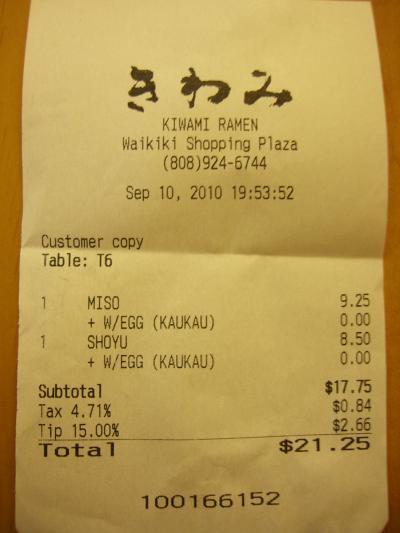 きわみ
KIWAMI RAMEN
Waikiki Shopping Plaza
(808)924-6744
Sep 10, 2010 19:53:52
Customer copy
Table: T6
1 MISO 9.25
+ W/EGG (KAUKAU) 0.00
1 SHOYU 8.50
+ W/EGG (KAUKAU) 0.00
Subtotal $17.75
Tax 4.71% $0.84
Tip 15.00% $2.66
Total $21.25
100166152